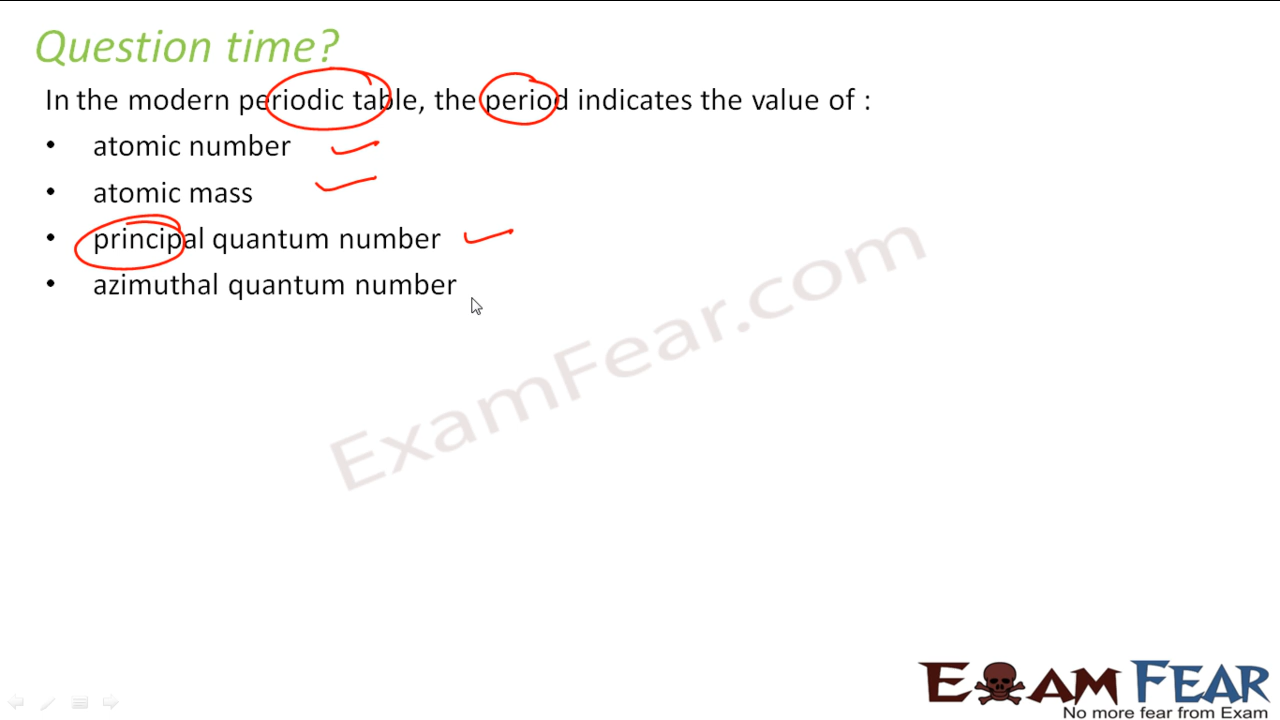 Question time?
In the modern periodic table, the period indicates the value of :
• atomic number
• atomic mass
• principal quantum number
• azimuthal quantum number
ExamFear.com
EXAM FEAR
No more fear from Exam